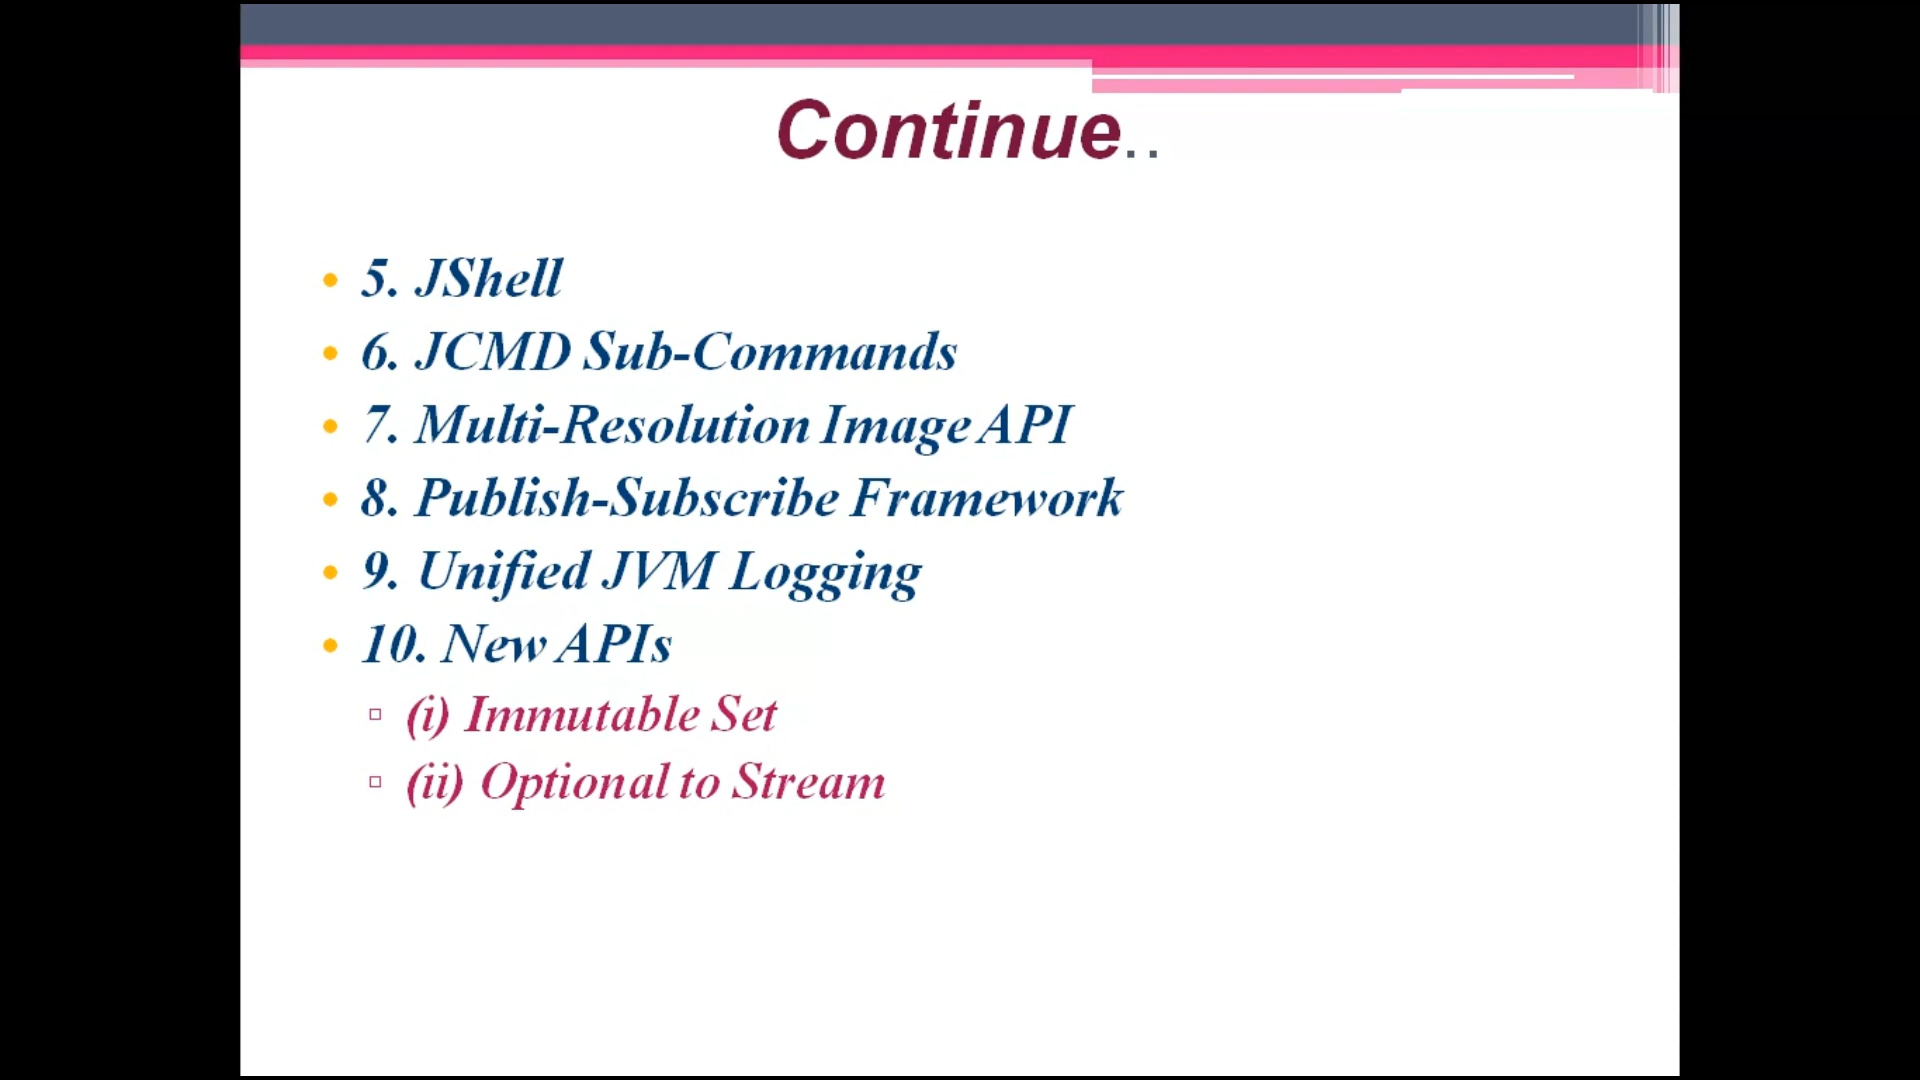 Continue..
• 5. JShell
• 6. JCMD Sub-Commands
• 7. Multi-Resolution Image API
• 8. Publish-Subscribe Framework
• 9. Unified JVM Logging
• 10. New APIs
▫ (i) Immutable Set
▫ (ii) Optional to Stream